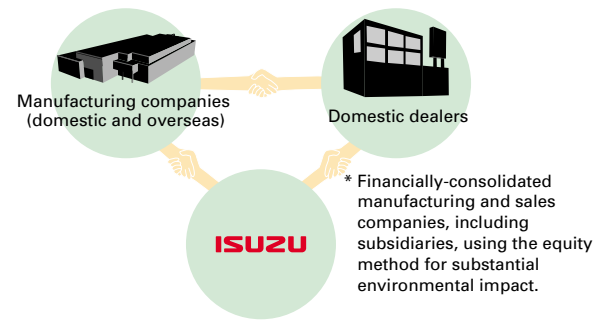 Manufacturing companies
(domestic and overseas)
Domestic dealers
* Financially-consolidated
manufacturing and sales
companies, including
subsidiaries, using the equity
method for substantial
environmental impact.
ISUZU